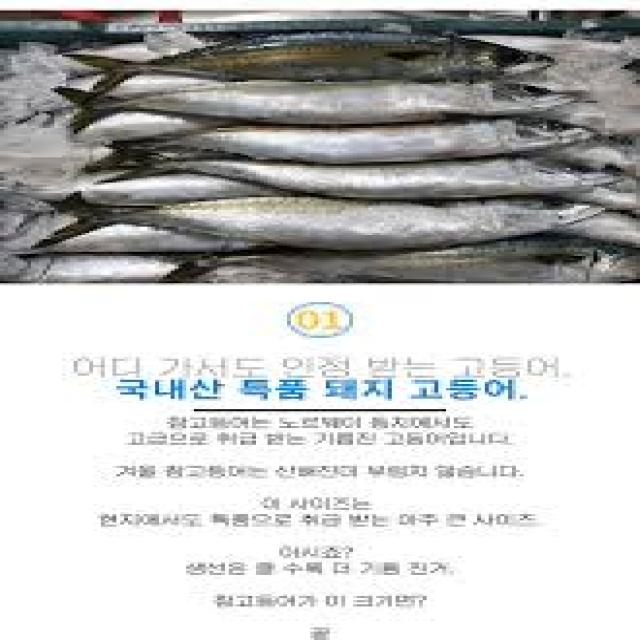 01
어디 가서도 인정 받는 고등어.
국내산 특품 돼지 고등어.
참고등어는 노르웨이 등지에서도
고급으로 취급 받는 기름진 고등어입니다.
겨울 참고등어는 산해진미 부럽지 않습니다.
이 사이즈는
현지에서도 특품으로 취급 받는 아주 큰 사이즈.
아시죠?
생선은 클 수록 더 기름 진거.
참고등어가 이 크기면?